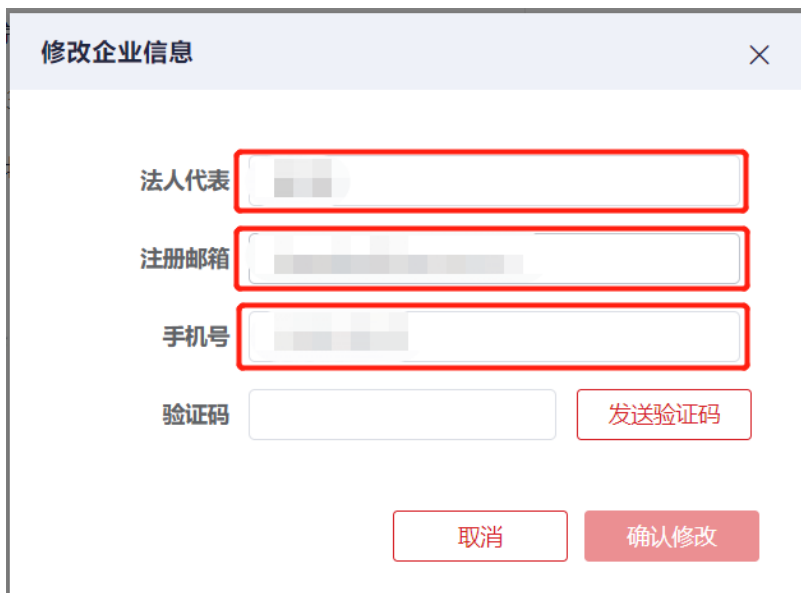 修改企业信息
法人代表
注册邮箱
手机号
验证码 发送验证码
取消 确认修改